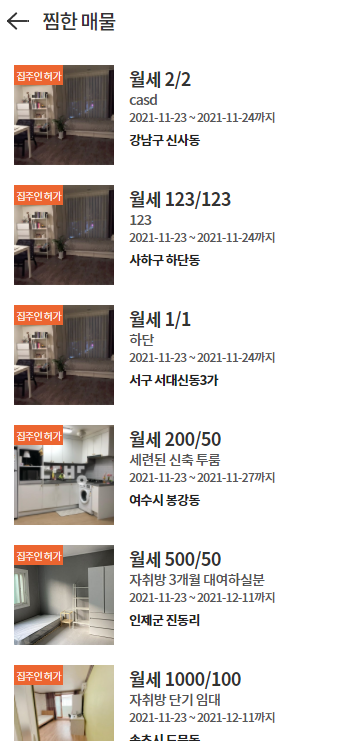 찜한 매물
집주인허가
월세 2/2
casd
2021-11-23 ~ 2021-11-24까지
강남구 신사동
집주인허가
월세 123/123
123
2021-11-23 ~ 2021-11-24까지
사하구 하단동
집주인허가
월세 1/1
하단
2021-11-23 ~ 2021-11-24까지
서구 서대신동3가
집주인허가
월세 200/50
세련된 신축 투룸
2021-11-23 ~ 2021-11-27까지
여수시 봉강동
집주인허가
월세 500/50
자취방 3개월 대여하실분
2021-11-23 ~ 2021-12-11까지
인제군 진동리
집주인허가
월세 1000/100
자취방 단기 임대
2021-11-23 ~ 2021-12-11까지